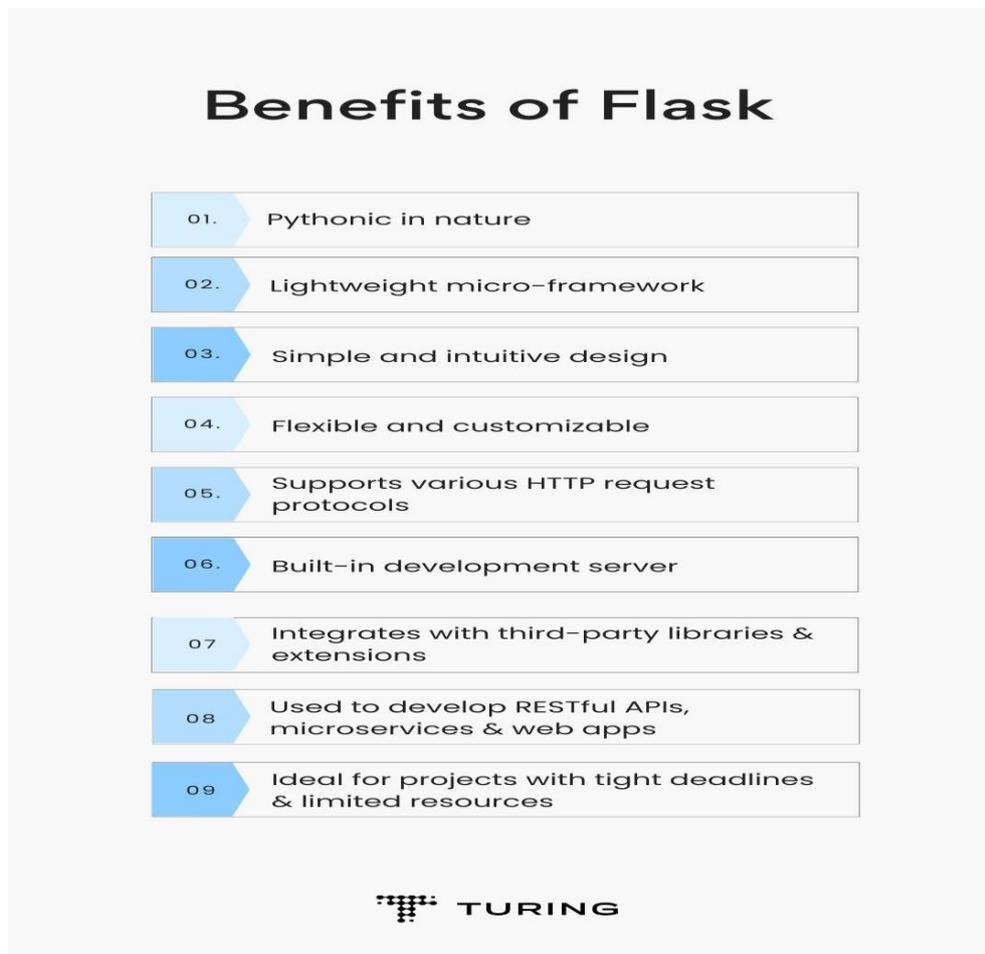 Benefits of Flask
01.
Pythonic in nature
02.
Lightweight micro-framework
03.
Simple and intuitive design
04.
Flexible and customizable
05.
Supports various HTTP request
protocols
06.
Built-in development server
07
Integrates with third-party libraries &
extensions
08
Used to develop RESTful APIs,
microservices & web apps
09
Ideal for projects with tight deadlines
& limited resources
TURING